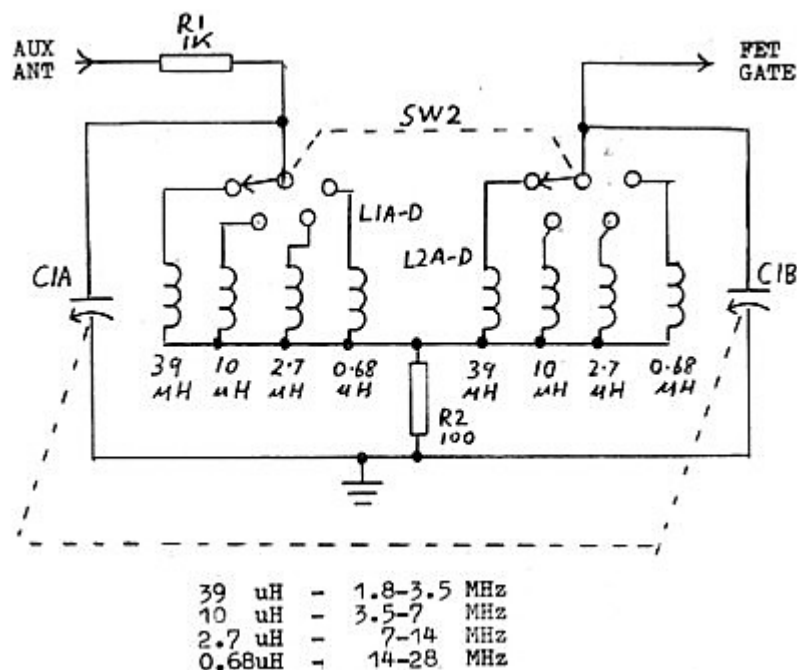 R1
1K
AUX
ANT
FET
GATE
SW2
L1A-D
L2A-D
C1A
C1B
39
μH
10
μH
2.7
μH
0.68
μH
39
μH
10
μH
2.7
μH
0.68
μH
R2
100
39 uH - 1.8-3.5 MHz
10 uH - 3.5-7 MHz
2.7 uH - 7-14 MHz
0.68uH - 14-28 MHz